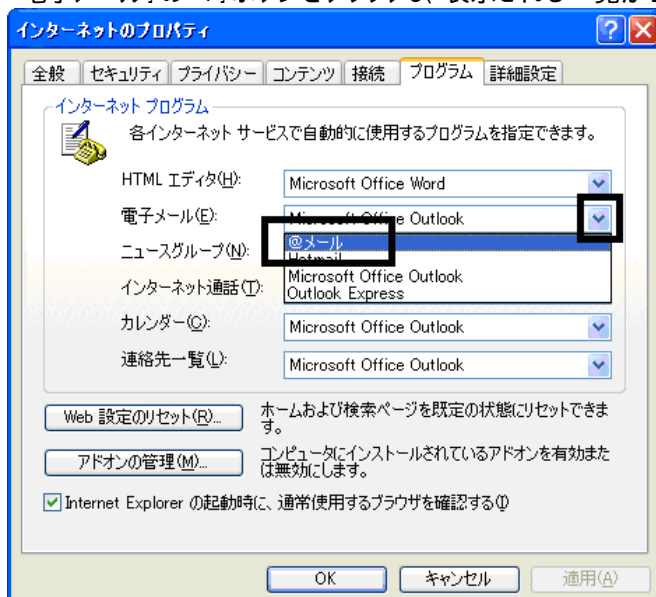 インターネットのプロパティ
全般 セキュリティ プライバシー コンテンツ 接続 プログラム 詳細設定
インターネット プログラム
各インターネット サービスで自動的に使用するプログラムを指定できます。
HTML エディタ(H): Microsoft Office Word
電子メール(E): Microsoft Office Outlook
@メール
ニュースグループ(N): Hotmail
Microsoft Office Outlook
インターネット通話(T): Outlook Express
カレンダー(C): Microsoft Office Outlook
連絡先一覧(L): Microsoft Office Outlook
Web 設定のリセット(R)... ホームおよび検索ページを既定の状態にリセットできま
す。
アドオンの管理(M)... コンピュータにインストールされているアドオンを有効また
は無効にします。
Internet Explorer の起動時に、通常使用するブラウザを確認する(I)
OK キャンセル 適用(A)